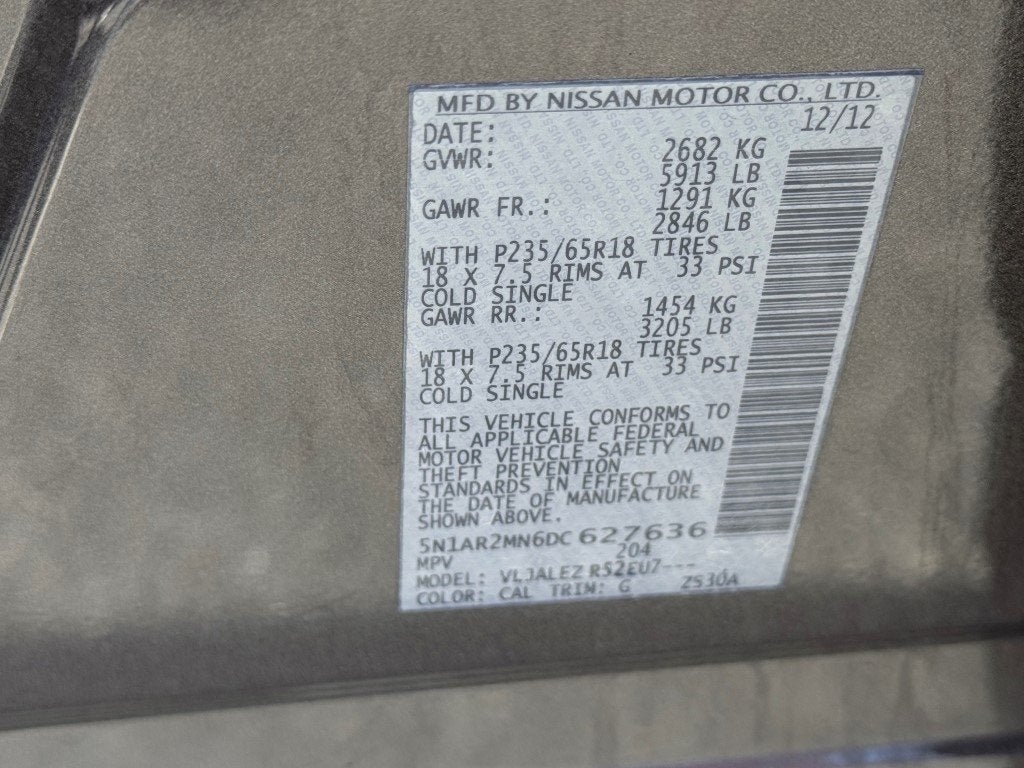 MFD BY NISSAN MOTOR CO., LTD.
DATE: 12/12
GVWR: 2682 KG
5913 LB
GAWR FR.: 1291 KG
2846 LB
WITH P235/65R18 TIRES
18 X 7.5 RIMS AT 33 PSI
COLD SINGLE
GAWR RR.: 1454 KG
3205 LB
WITH P235/65R18 TIRES
18 X 7.5 RIMS AT 33 PSI
COLD SINGLE
THIS VEHICLE CONFORMS TO
ALL APPLICABLE FEDERAL
MOTOR VEHICLE SAFETY AND
THEFT PREVENTION
STANDARDS IN EFFECT ON
THE DATE OF MANUFACTURE
SHOWN ABOVE.
5N1AR2MN6DC 627636
MPV 204
MODEL: R52EU7---
COLOR: CAL TRIM: G ZS30A